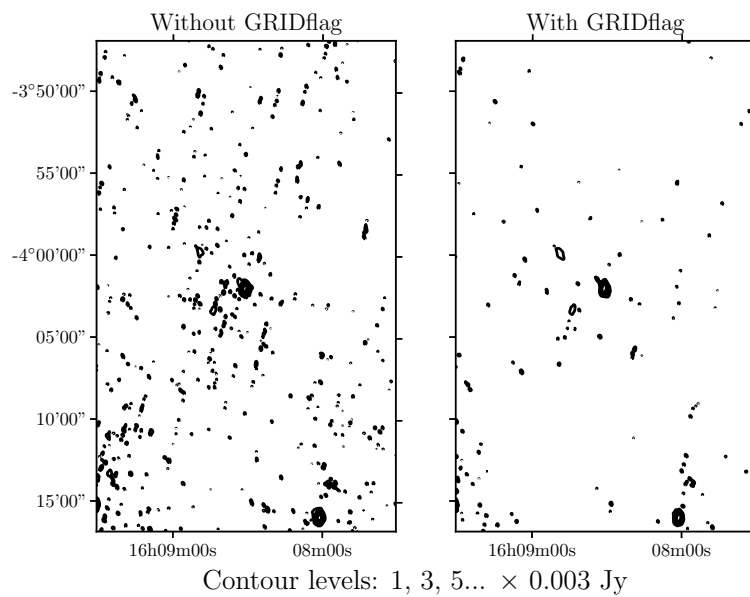 Without GRIDflag
With GRIDflag
-3°50'00"
55'00"
-4°00'00"
05'00"
10'00"
15'00"
16h09m00s
08m00s
16h09m00s
08m00s
Contour levels: 1, 3, 5... × 0.003 Jy